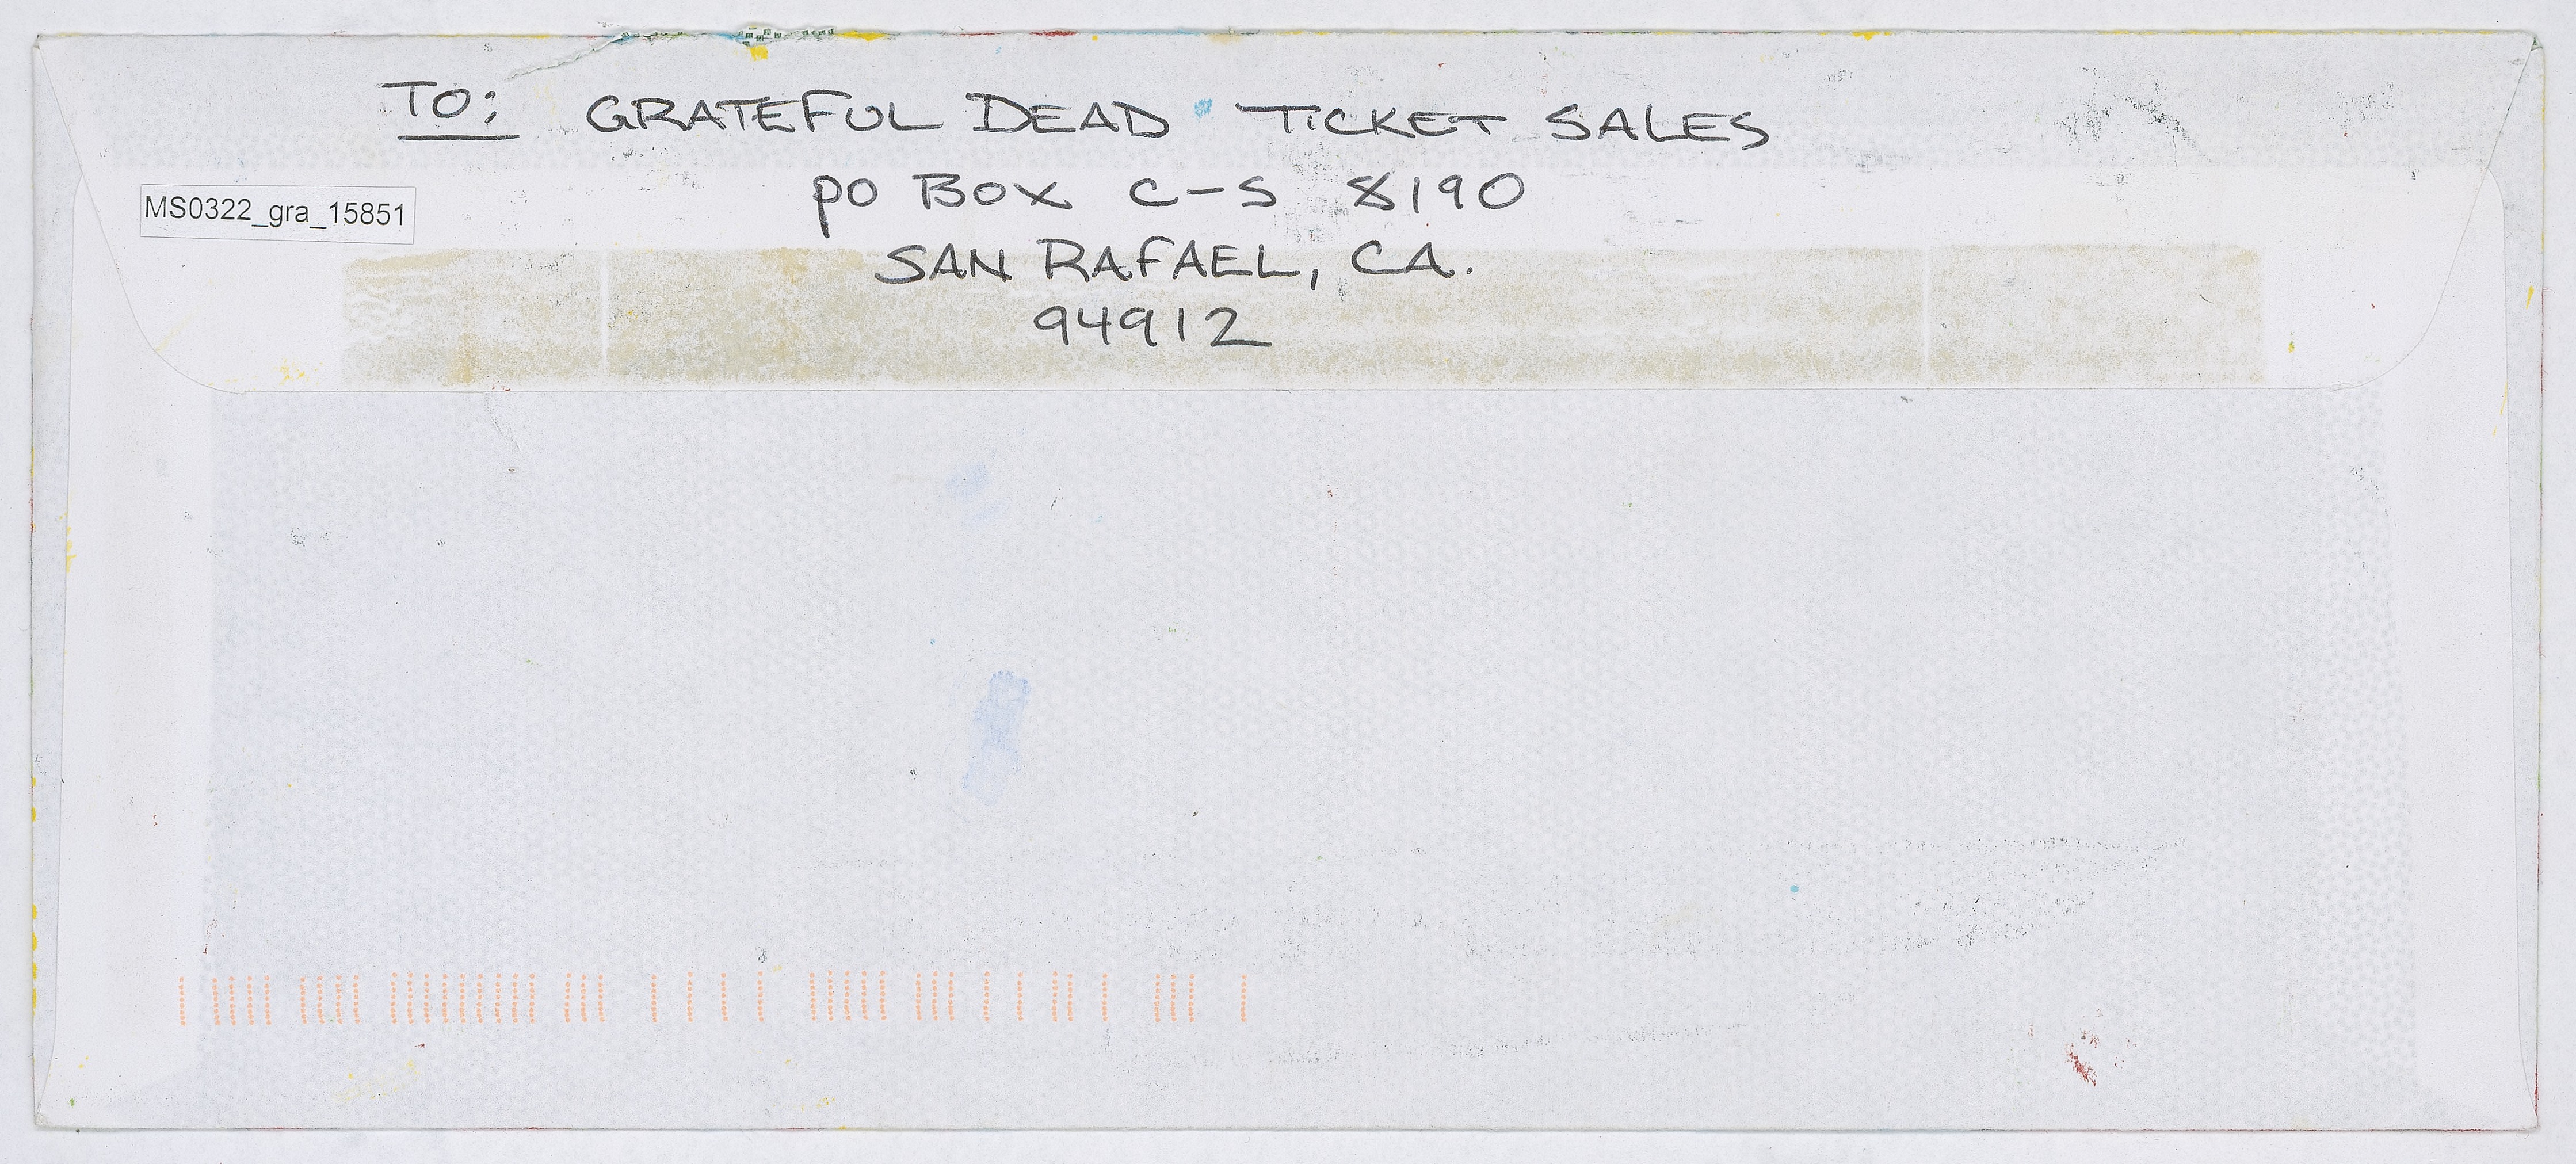 TO: GRATEFUL DEAD TICKET SALES
PO BOX C-S 8190
MS0322_gra_15851
SAN RAFAEL, CA.
94912